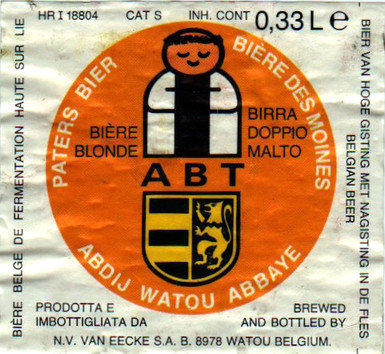 HR I 18804 CAT S INH. CONT 0,33 L e
BIÈRE BELGE DE FERMENTATION HAUTE SUR LIE
PATERS BIER
BIÈRE DES MOINES
BIER VAN HOGE GISTING MET NAGISTING IN DE FLES
BELGIAN BEER
BIÈRE
BLONDE
BIRRA
DOPPIO
MALTO
ABT
ABDIJ WATOU ABBAYE
PRODOTTA E
IMBOTTIGLIATA DA
BREWED
AND BOTTLED BY
N.V. VAN EECKE S.A. B. 8978 WATOU BELGIUM.